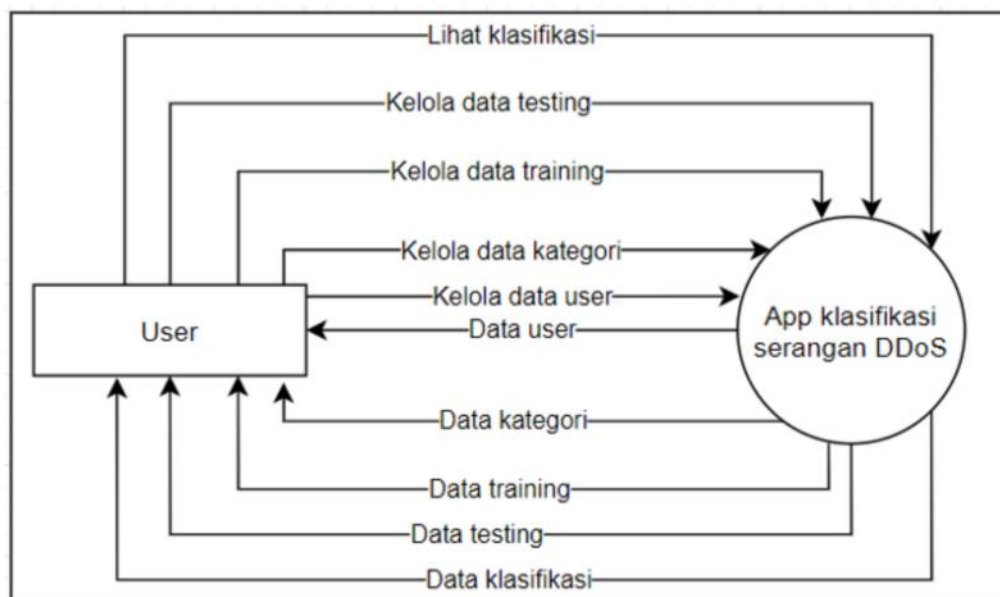 Lihat klasifikasi
Kelola data testing
Kelola data training
Kelola data kategori
Kelola data user
User
Data user
App klasifikasi
serangan DDoS
Data kategori
Data training
Data testing
Data klasifikasi